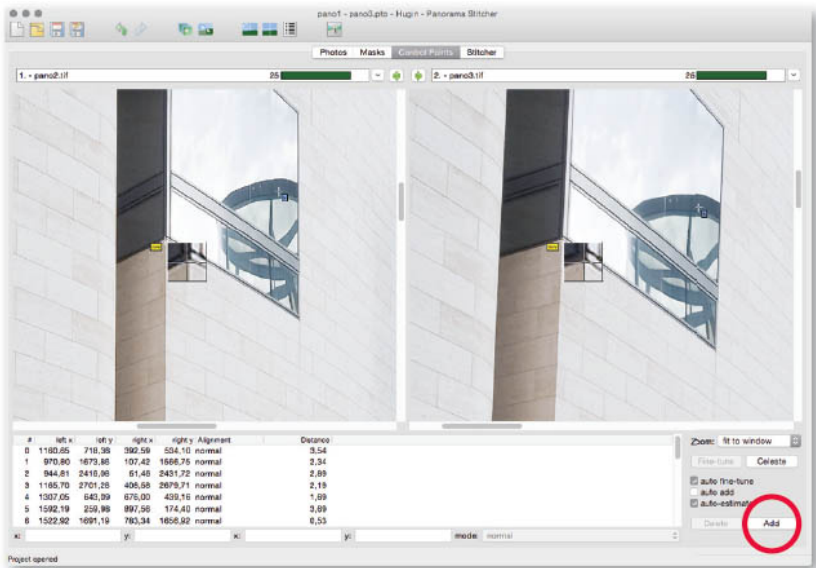 pano1 - pano3.pto - Hugin - Panorama Stitcher
Photos Masks Control Points Stitcher
1. - pano2.tif 25 2. - pano3.tif 26
# left x left y right x right y Alignment Distance
0 1160,65 718,38 392,59 504,10 normal 3,54
1 970,80 1673,86 107,42 1686,75 normal 2,34
2 944,81 2416,96 51,46 2431,72 normal 2,89
3 1165,70 2701,26 406,58 2679,71 normal 2,19
4 1307,05 643,09 676,00 439,16 normal 1,69
5 1592,19 259,98 897,56 174,40 normal 3,69
6 1522,92 1691,19 783,34 1656,92 normal 0,53
x: y: x: y: mode: normal
Zoom: fit to window
Fine-tune Celeste
auto fine-tune
auto add
auto-estimate
Delete Add
Project opened